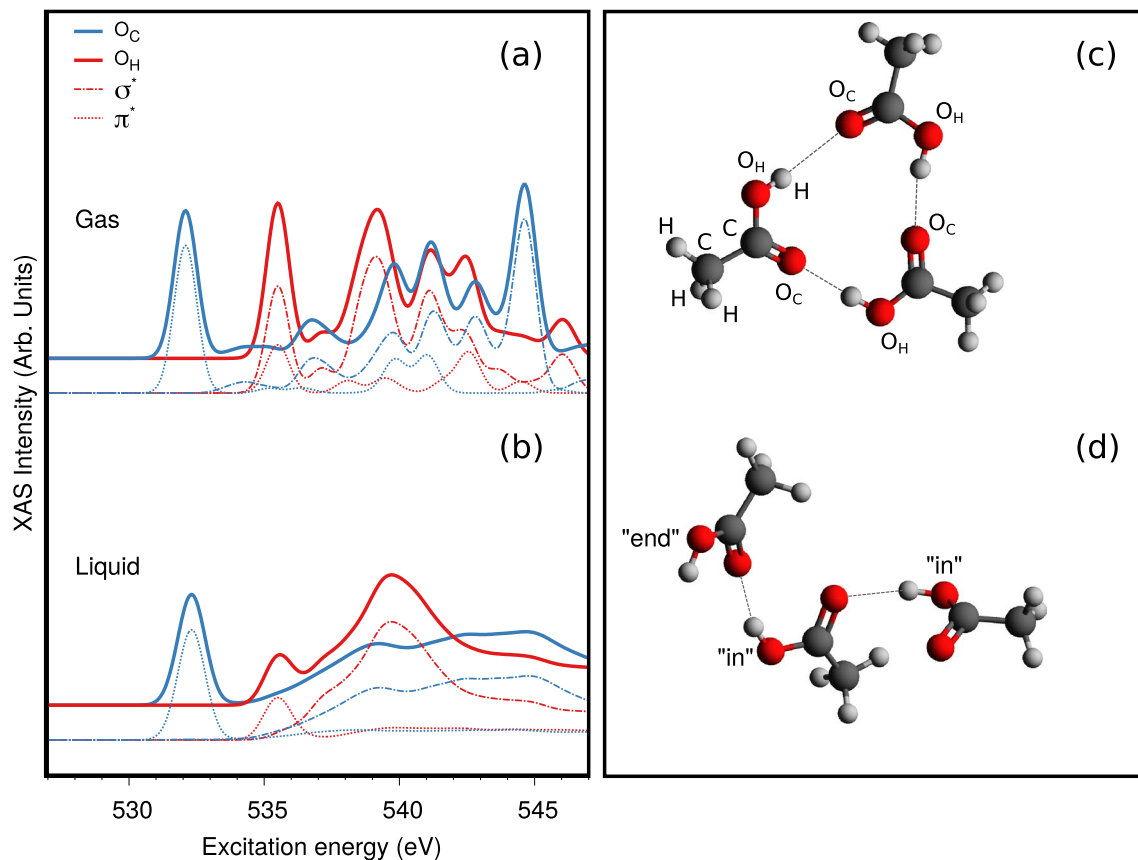 O_C
O_H
σ*
π*
(a)
Gas
(b)
Liquid
XAS Intensity (Arb. Units)
530 535 540 545
Excitation energy (eV)
(c)
O_C
O_H
O_H
H
H
C
C
O_C
O_C
H
H
O_H
(d)
"end"
"in"
"in"